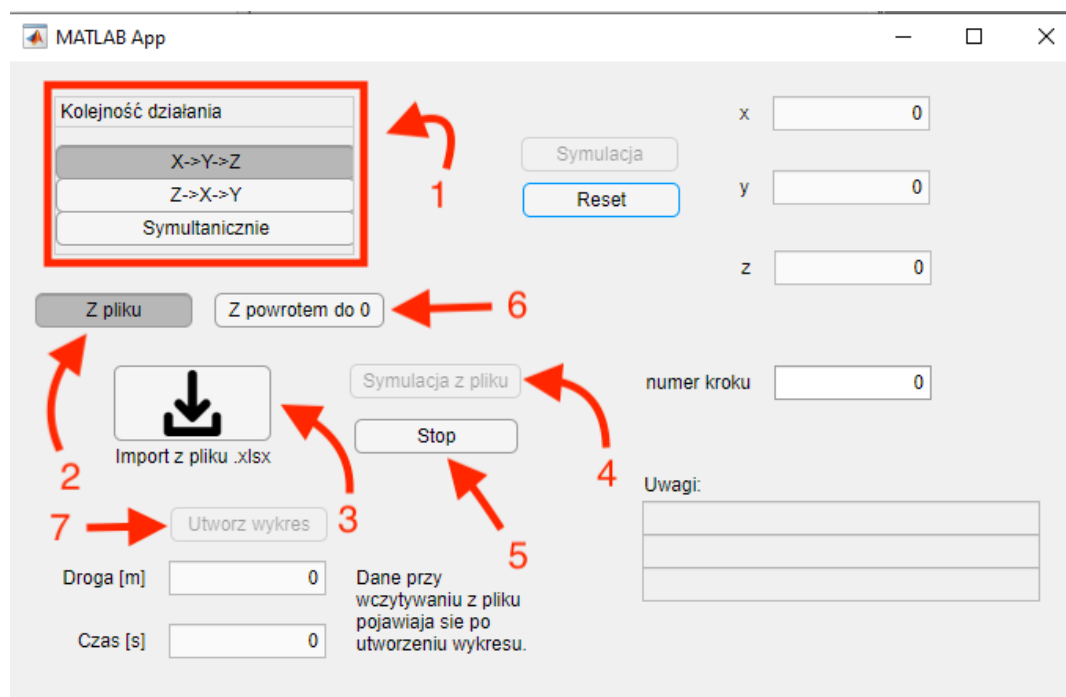 MATLAB App
Kolejność działania
X->Y->Z
Z->X->Y
Symultanicznie
1
Symulacja
Reset
x
0
y
0
z
0
Z pliku
Z powrotem do 0
6
2
Import z pliku .xlsx
3
Symulacja z pliku
4
Stop
5
numer kroku
0
Uwagi:
7
Utworz wykres
Droga [m]
0
Czas [s]
0
Dane przy
wczytywaniu z pliku
pojawiaja sie po
utworzeniu wykresu.